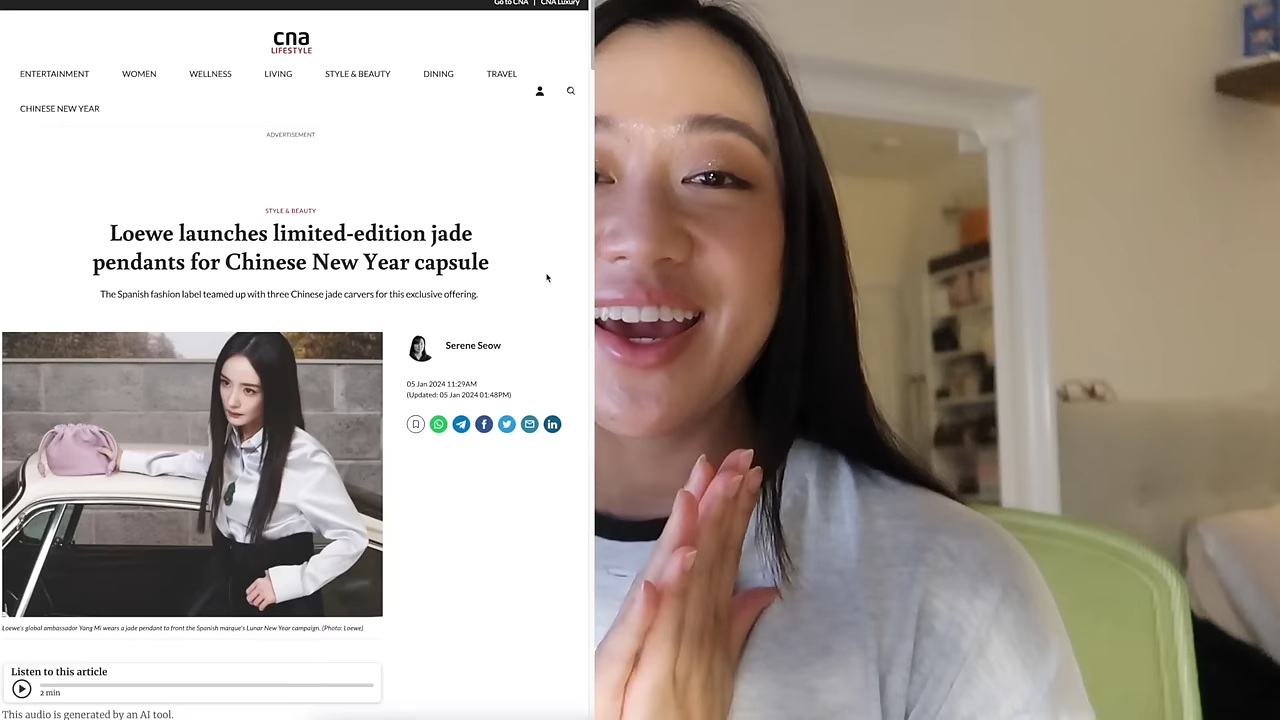 Go to CNA | CNA Luxury
cna
LIFESTYLE
ENTERTAINMENT WOMEN WELLNESS LIVING STYLE & BEAUTY DINING TRAVEL
CHINESE NEW YEAR
ADVERTISEMENT
STYLE & BEAUTY
Loewe launches limited-edition jade
pendants for Chinese New Year capsule
The Spanish fashion label teamed up with three Chinese jade carvers for this exclusive offering.
Serene Seow
05 Jan 2024 11:29AM
(Updated: 05 Jan 2024 01:48PM)
Loewe's global ambassador Yang Mi wears a jade pendant to front the Spanish marque's Lunar New Year campaign. (Photo: Loewe)
Listen to this article
2 min
This audio is generated by an AI tool.